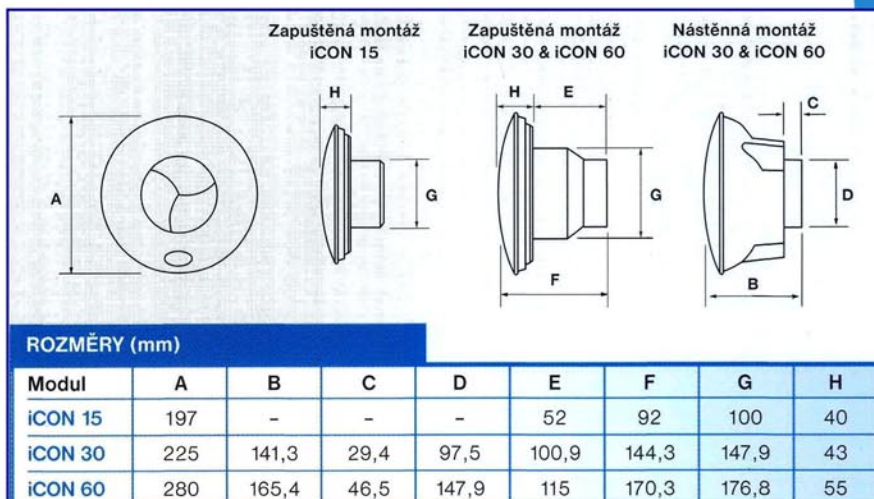 Zapuštěná montáž
iCON 15
Zapuštěná montáž
iCON 30 & iCON 60
Nástěnná montáž
iCON 30 & iCON 60
H
H
E
C
A
G
G
D
F
B
ROZMĚRY (mm)
Modul A B C D E F G H
iCON 15 197 – – – 52 92 100 40
iCON 30 225 141,3 29,4 97,5 100,9 144,3 147,9 43
iCON 60 280 165,4 46,5 147,9 115 170,3 176,8 55